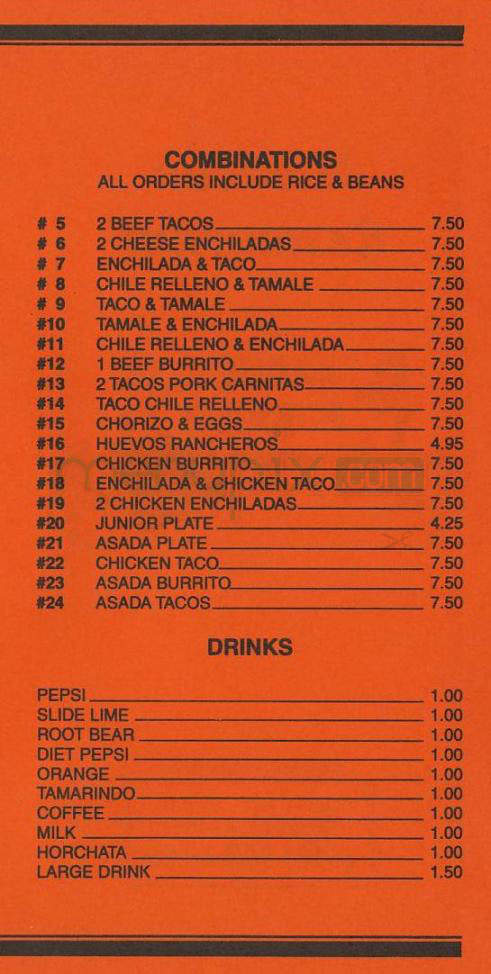 COMBINATIONS
ALL ORDERS INCLUDE RICE & BEANS
# 5 2 BEEF TACOS 7.50
# 6 2 CHEESE ENCHILADAS 7.50
# 7 ENCHILADA & TACO 7.50
# 8 CHILE RELLENO & TAMALE 7.50
# 9 TACO & TAMALE 7.50
#10 TAMALE & ENCHILADA 7.50
#11 CHILE RELLENO & ENCHILADA 7.50
#12 1 BEEF BURRITO 7.50
#13 2 TACOS PORK CARNITAS 7.50
#14 TACO CHILE RELLENO 7.50
#15 CHORIZO & EGGS 7.50
#16 HUEVOS RANCHEROS 4.95
#17 CHICKEN BURRITO 7.50
#18 ENCHILADA & CHICKEN TACO 7.50
#19 2 CHICKEN ENCHILADAS 7.50
#20 JUNIOR PLATE 4.25
#21 ASADA PLATE 7.50
#22 CHICKEN TACO 7.50
#23 ASADA BURRITO 7.50
#24 ASADA TACOS 7.50
DRINKS
PEPSI 1.00
SLIDE LIME 1.00
ROOT BEAR 1.00
DIET PEPSI 1.00
ORANGE 1.00
TAMARINDO 1.00
COFFEE 1.00
MILK 1.00
HORCHATA 1.00
LARGE DRINK 1.50